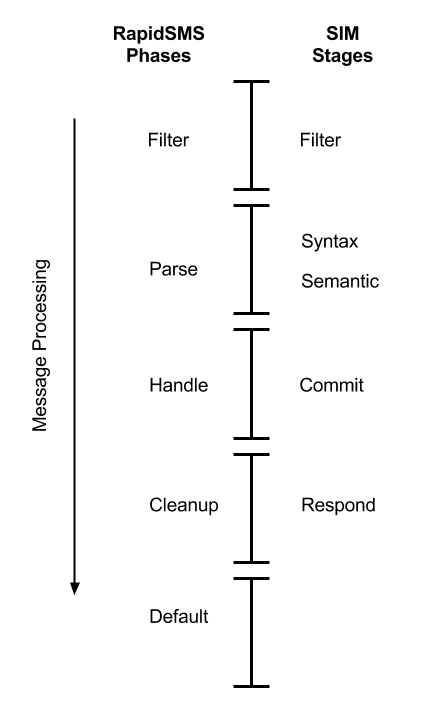 RapidSMS
Phases
SIM
Stages
Message Processing
Filter
Filter
Parse
Syntax
Semantic
Handle
Commit
Cleanup
Respond
Default